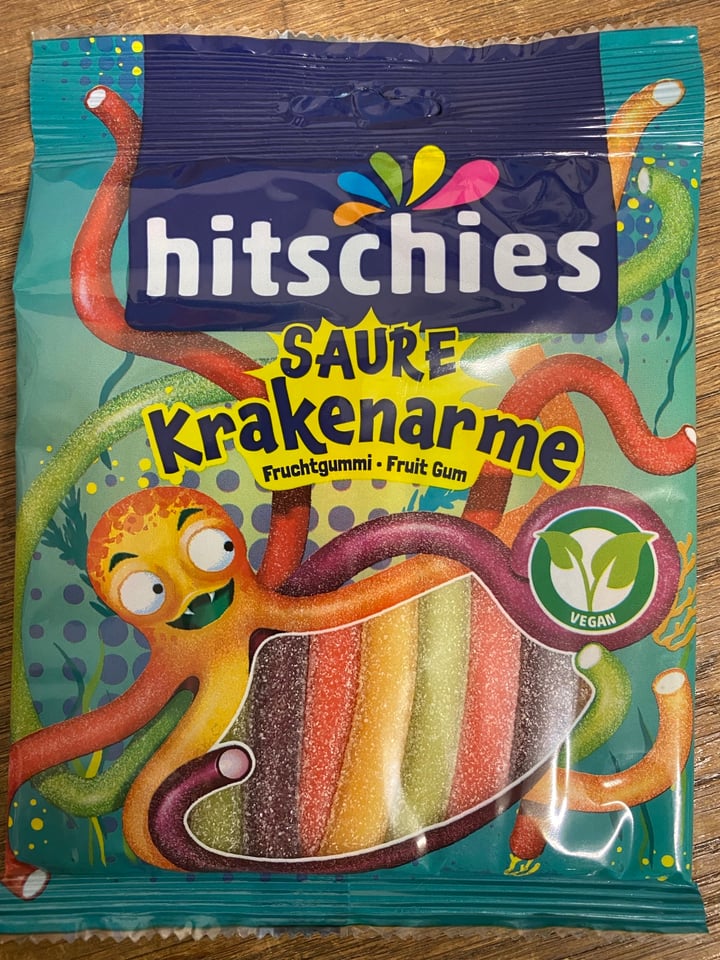 hitschies
SAURE
Krakenarme
Fruchtgummi • Fruit Gum
VEGAN